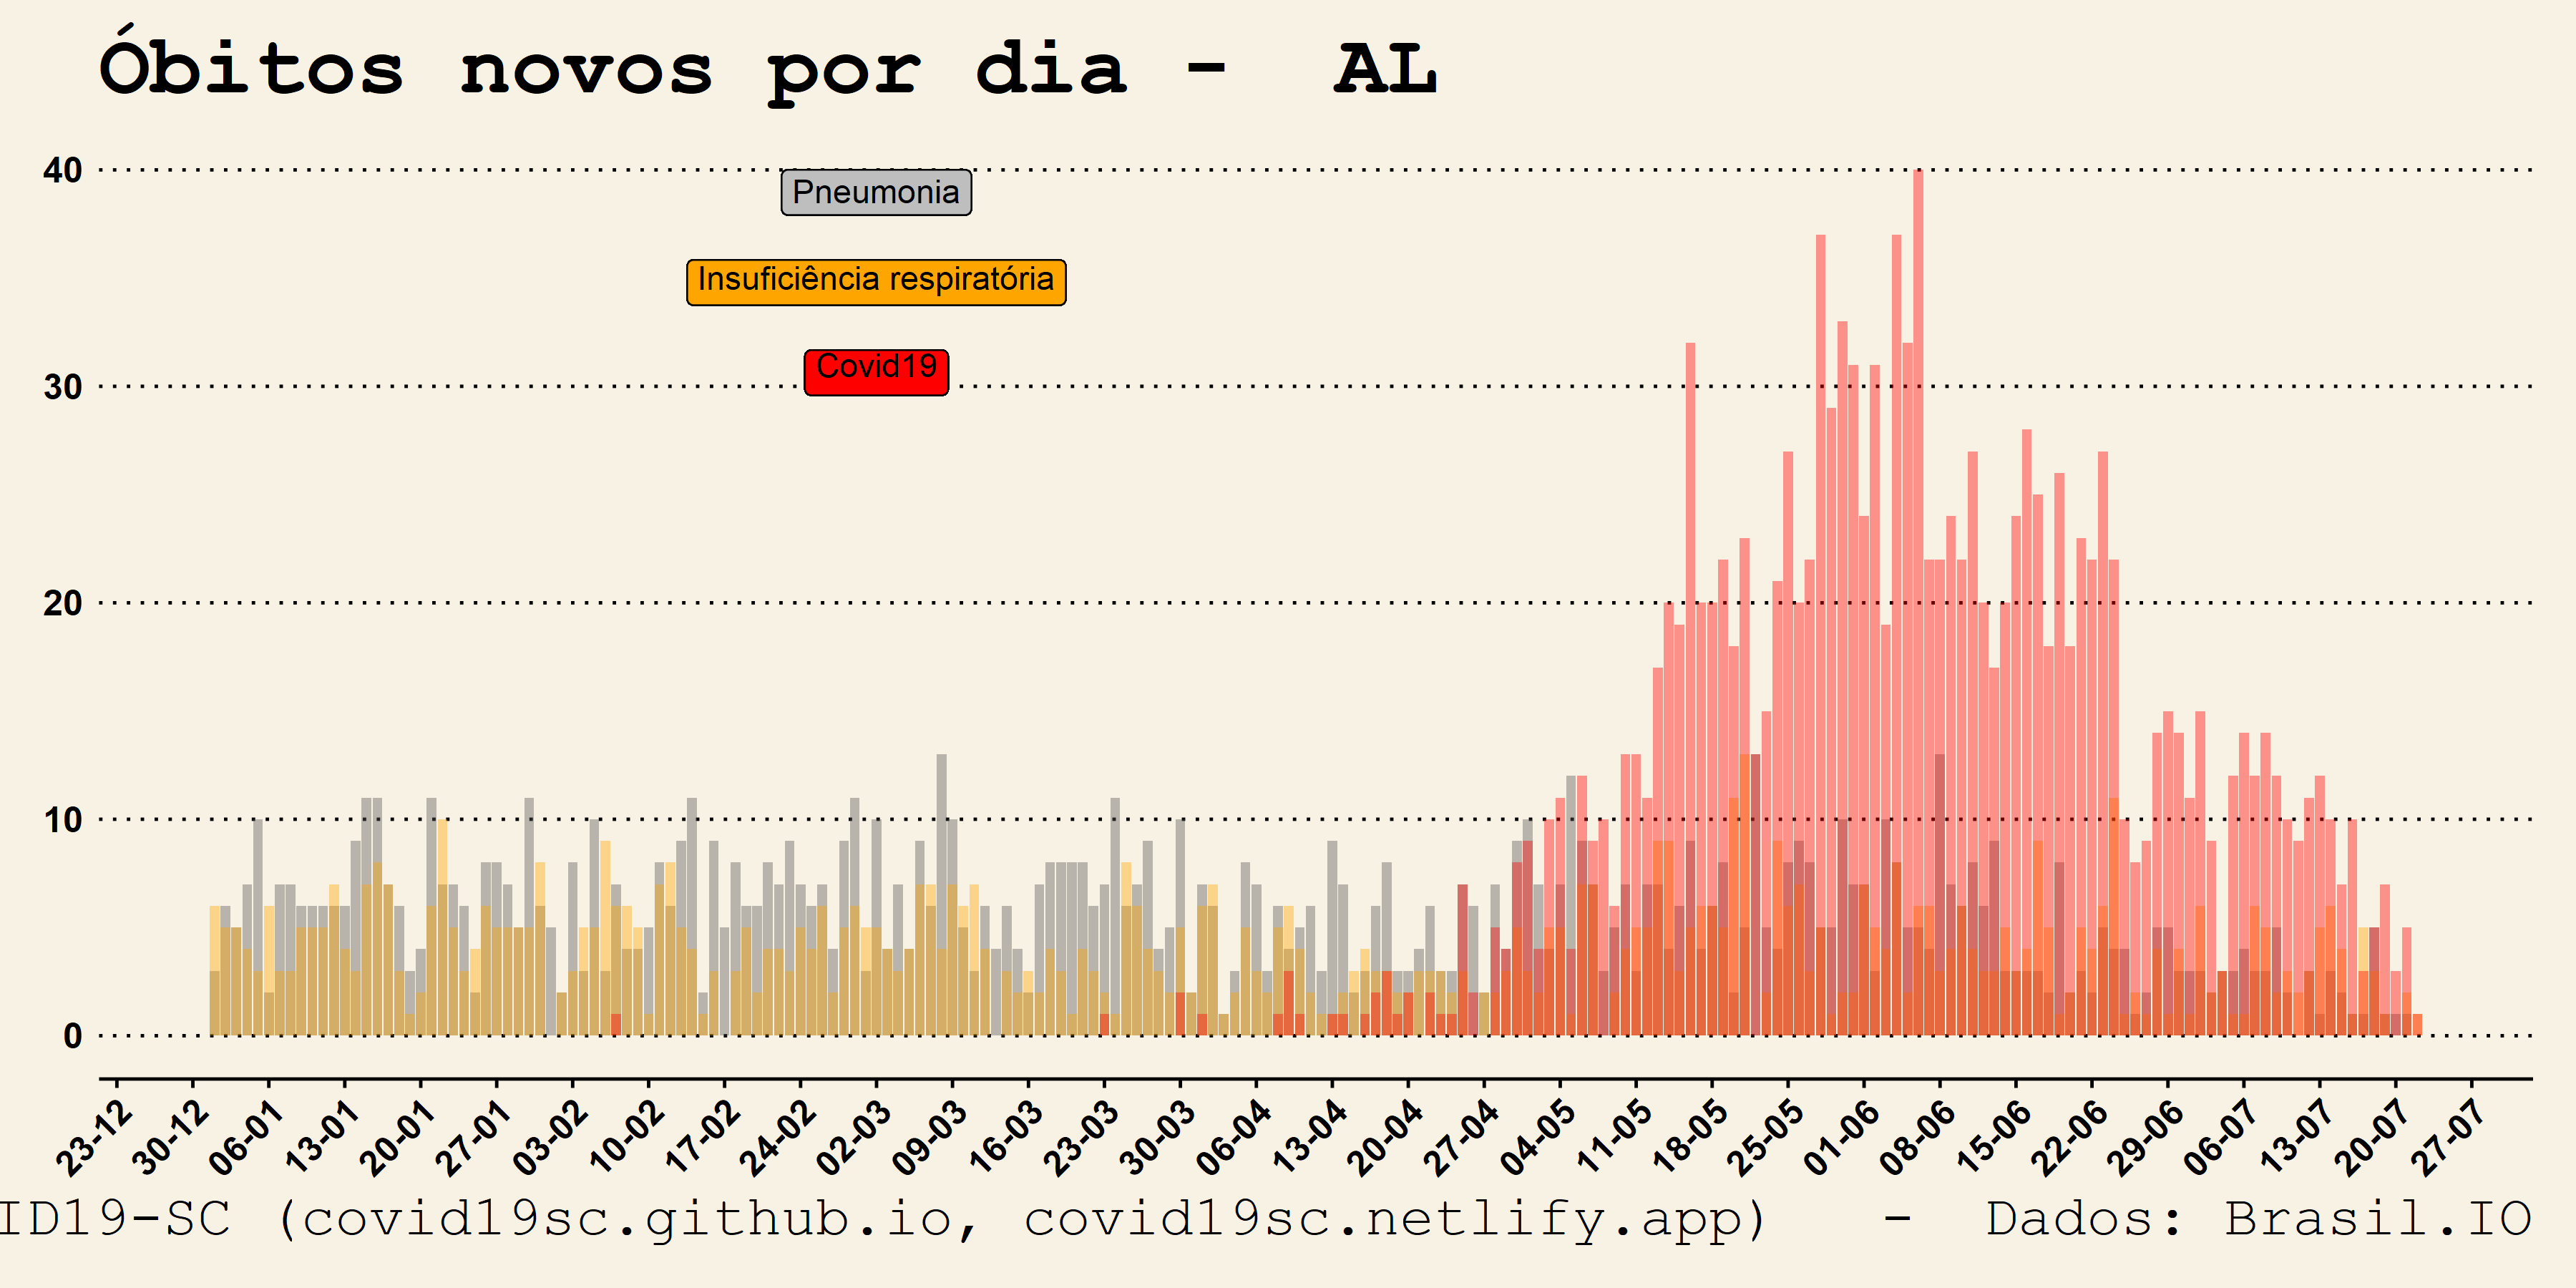 Óbitos novos por dia - AL
40
Pneumonia
Insuficiência respiratória
Covid19
30
20
10
0
23-12 30-12 06-01 13-01 20-01 27-01 03-02 10-02 17-02 24-02 02-03 09-03 16-03 23-03 30-03 06-04 13-04 20-04 27-04 04-05 11-05 18-05 25-05 01-06 08-06 15-06 22-06 29-06 06-07 13-07 20-07 27-07
ID19-SC (covid19sc.github.io, covid19sc.netlify.app) - Dados: Brasil.IO